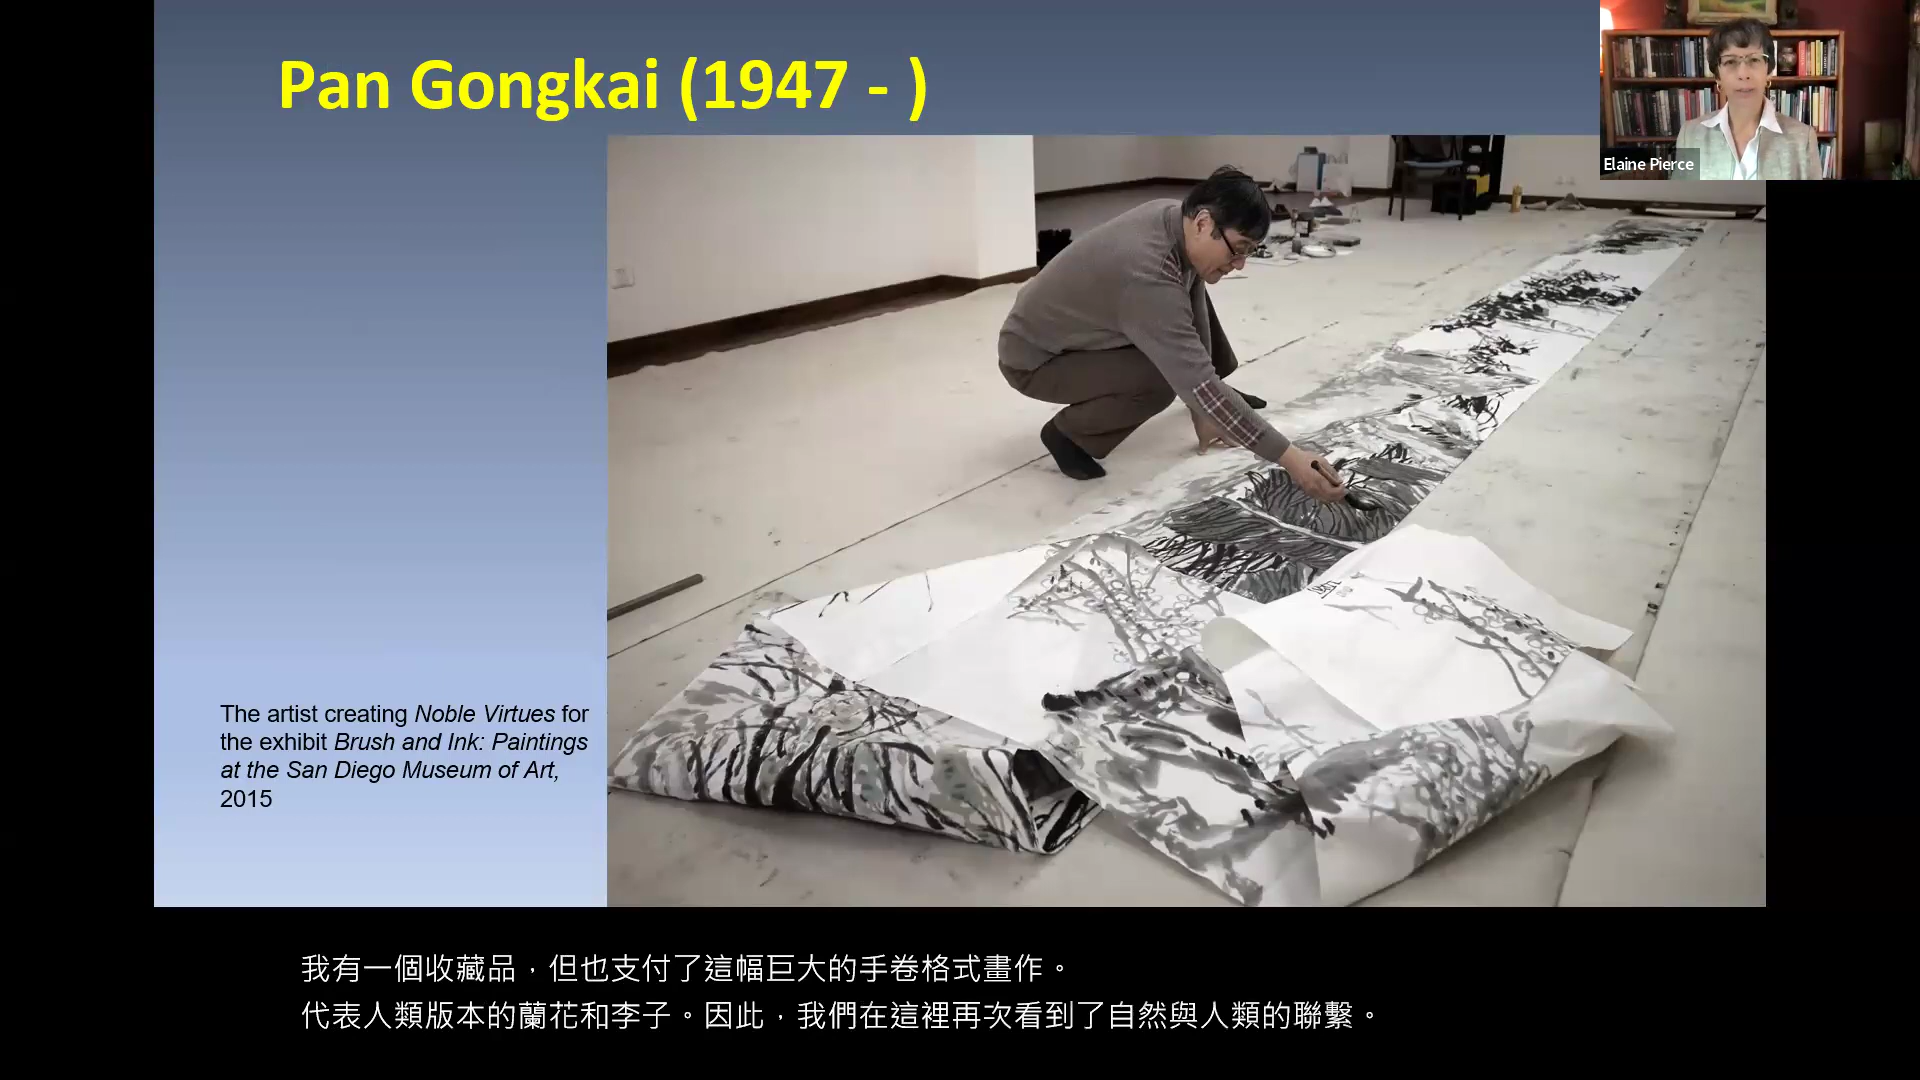 Pan Gongkai (1947 - )
Elaine Pierce
The artist creating Noble Virtues for
the exhibit Brush and Ink: Paintings
at the San Diego Museum of Art,
2015
我有一個收藏品，但也支付了這幅巨大的手卷格式畫作。
代表人類版本的蘭花和李子。因此，我們在這裡再次看到了自然與人類的聯繫。